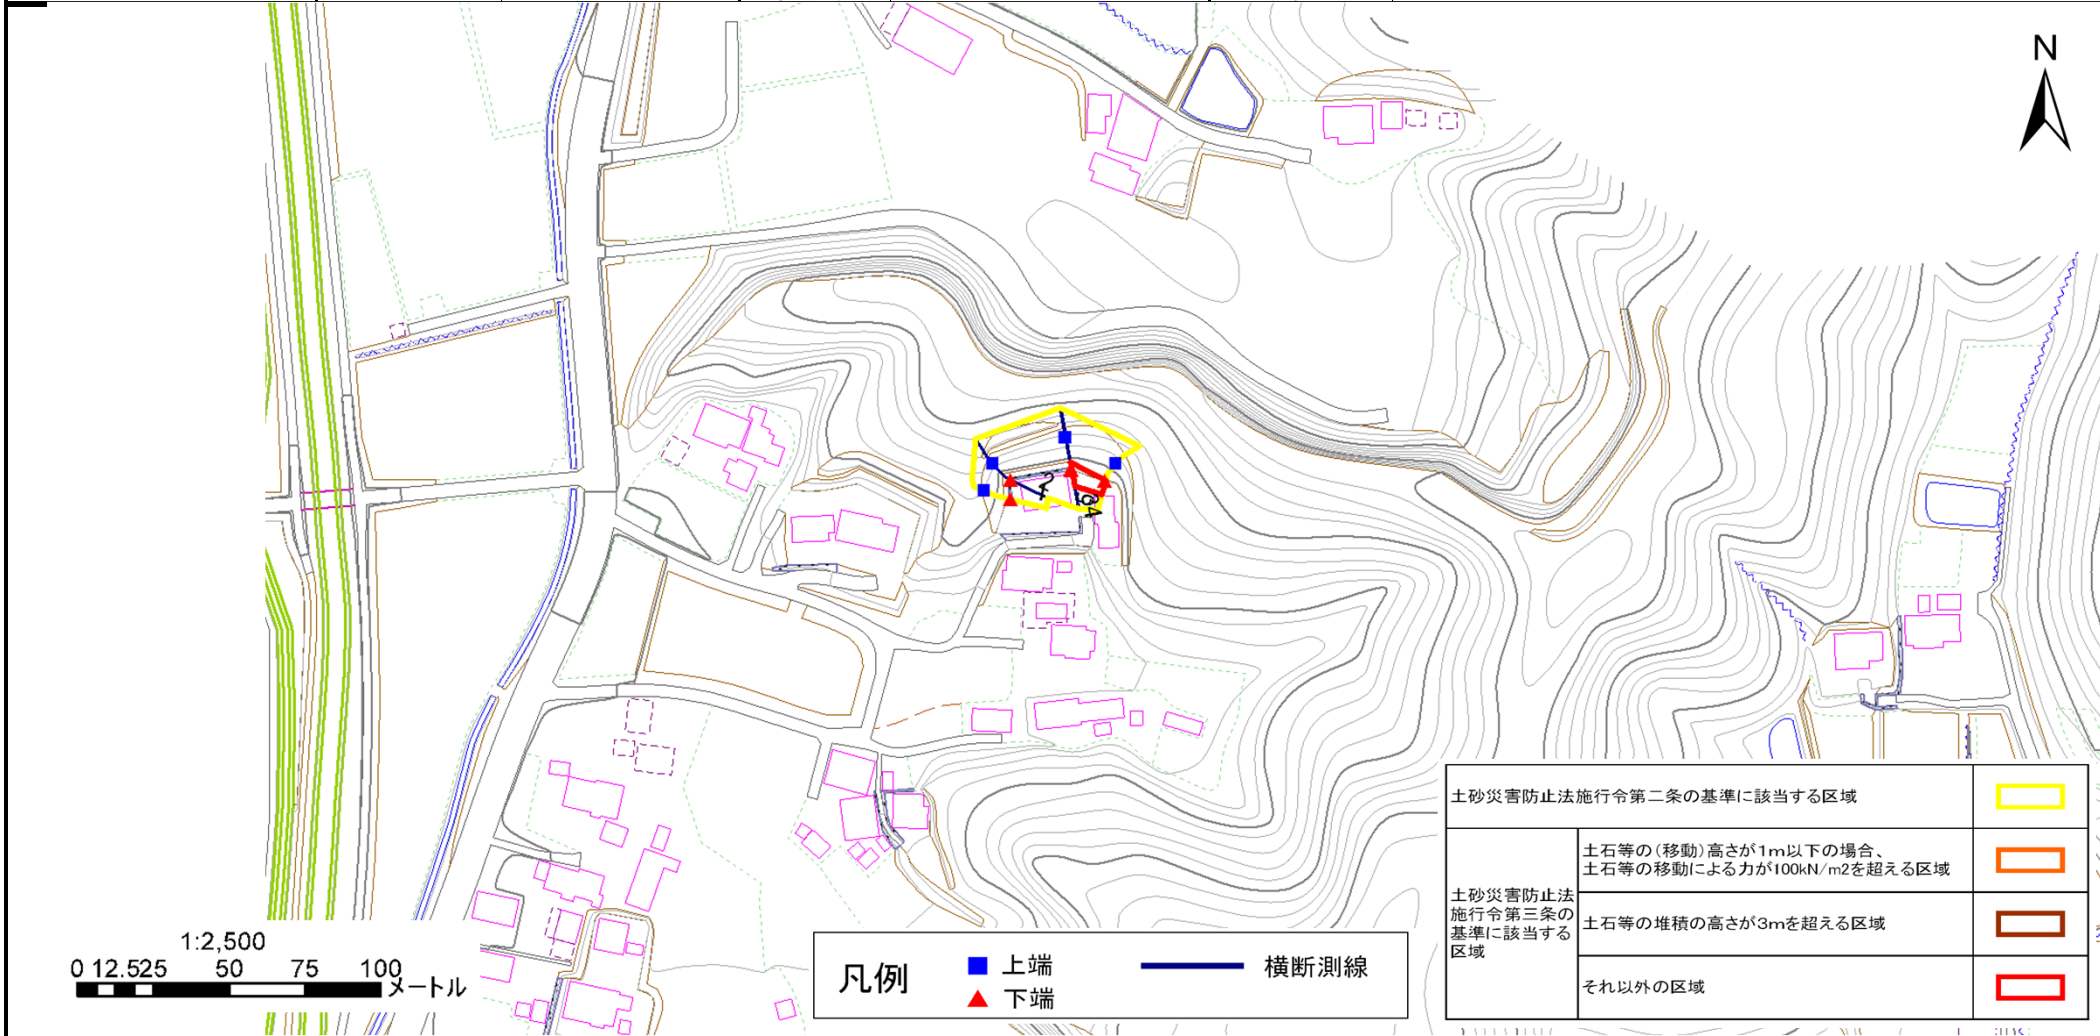 N
2
4
土砂災害防止法施行令第二条の基準に該当する区域
土砂災害防止法
施行令第三条の
基準に該当する
区域
土石等の(移動)高さが1m以下の場合、
土石等の移動による力が100kN/m2を超える区域
土石等の堆積の高さが3mを超える区域
それ以外の区域
1:2,500
0 12.525 50 75 100
メートル
凡例
上端
下端
横断測線